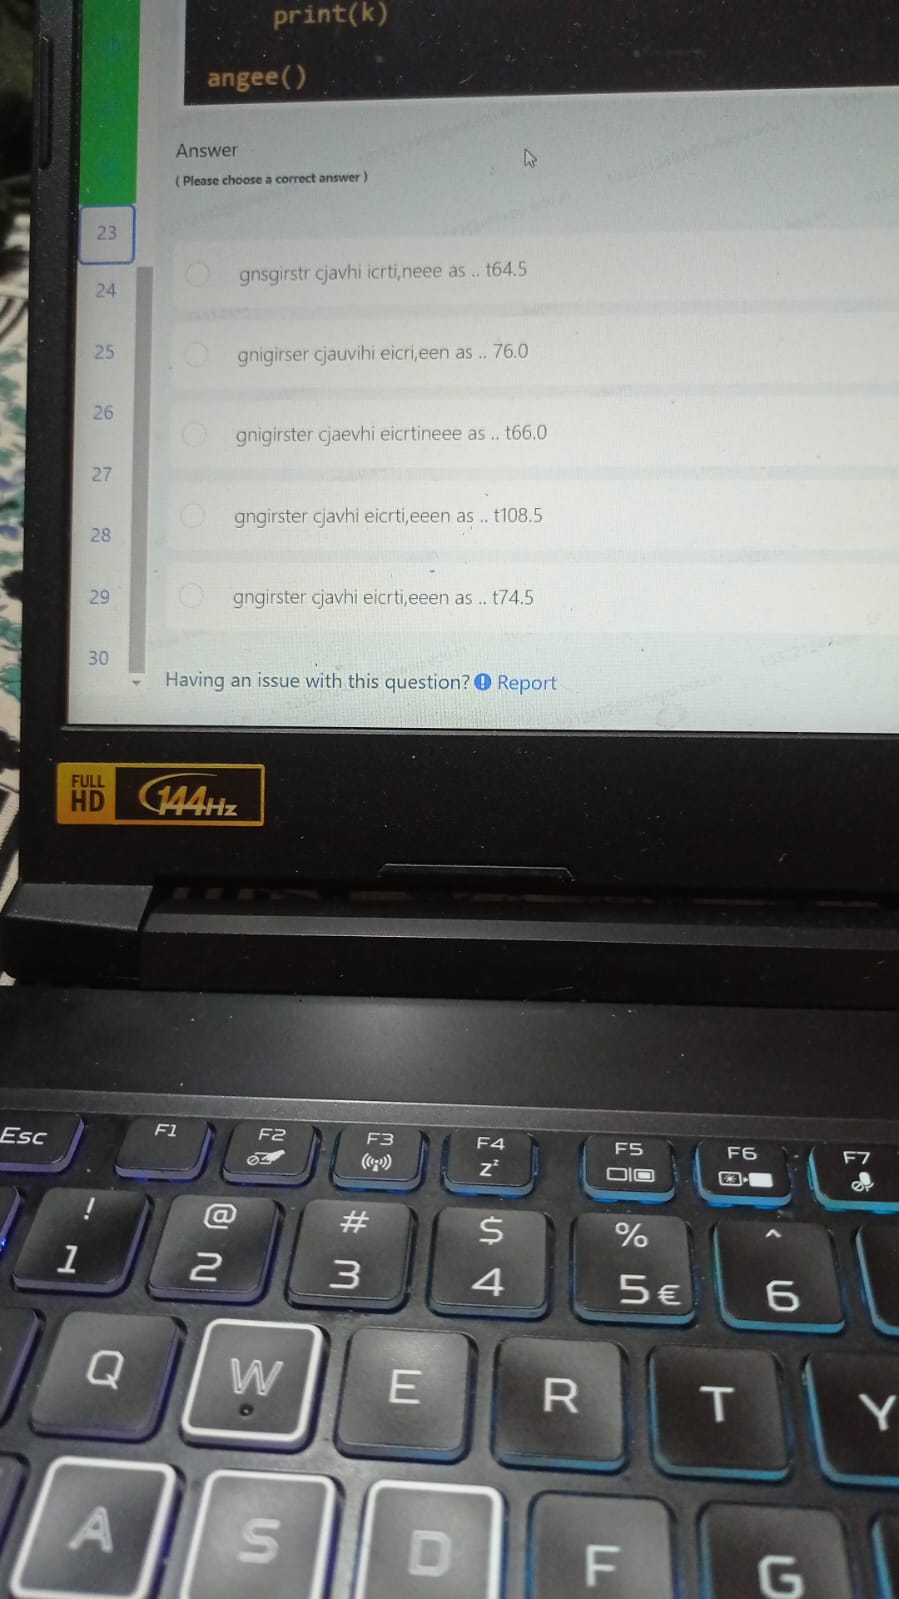 print(k)
angee()
Answer
( Please choose a correct answer )
23
gnsgirstr cjavhi icrti,neee as .. t64.5
24
25
gnigirser cjauvihi eicri,een as .. 76.0
26
gnigirster cjaevhi eicrtineee as .. t66.0
27
28
gngirster cjavhi eicrti,eeen as .. t108.5
29
gngirster cjavhi eicrti,eeen as .. t74.5
30
Having an issue with this question? Report
FULL
HD
144Hz
Esc F1 F2 F3 F4 F5 F6 F7
z²
! @ # $ % ^
1 2 3 4 5 € 6
Q W E R T Y
A S D F G